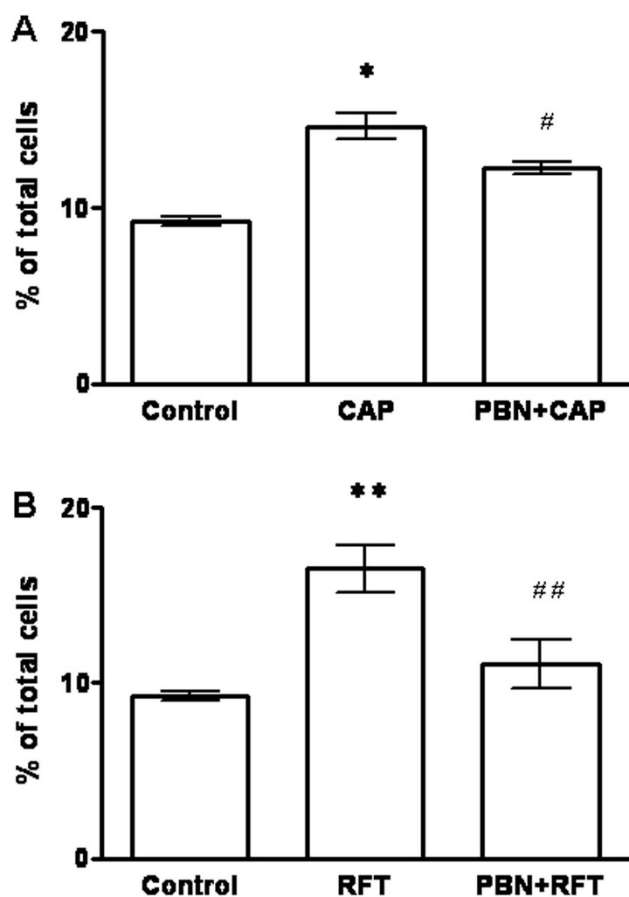 A
20
*
#
% of total cells
10
0
Control CAP PBN+CAP
B
20
**
##
% of total cells
10
0
Control RFT PBN+RFT